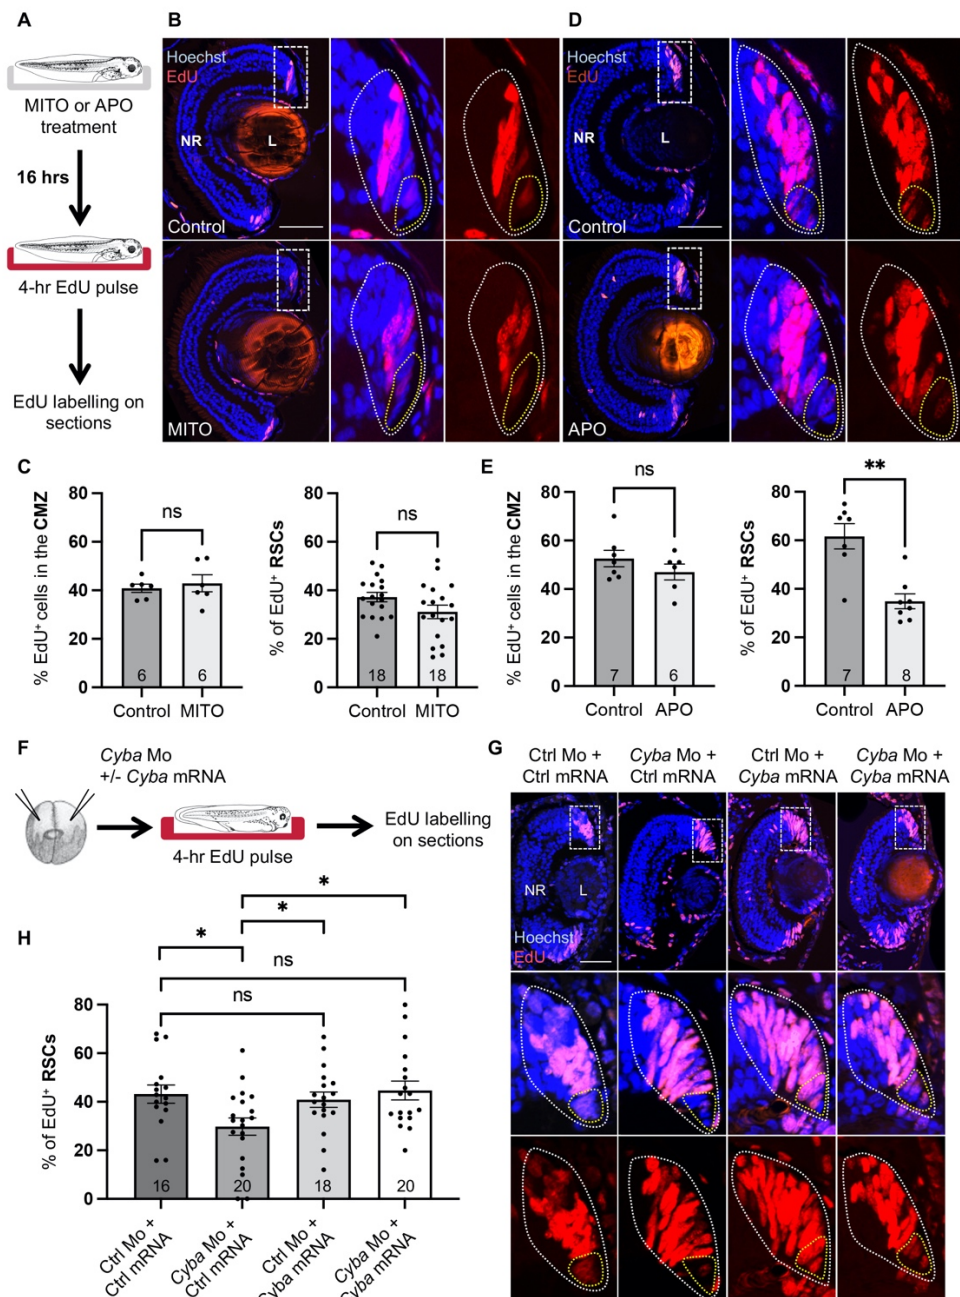 A
MITO or APO
treatment
16 hrs
4-hr EdU pulse
EdU labelling on
sections
B
Hoechst
EdU
NR
L
Control
MITO
D
Hoechst
EdU
NR
L
Control
APO
C
% EdU⁺ cells in the CMZ
80
60
40
20
0
ns
6
6
Control MITO
% of EdU⁺ RSCs
80
60
40
20
0
ns
18
18
Control MITO
E
% EdU⁺ cells in the CMZ
80
60
40
20
0
ns
7
6
Control APO
% of EdU⁺ RSCs
80
60
40
20
0
**
7
8
Control APO
F
Cyba Mo
+/- Cyba mRNA
4-hr EdU pulse
EdU labelling
on sections
G
Ctrl Mo +
Ctrl mRNA
Cyba Mo +
Ctrl mRNA
Ctrl Mo +
Cyba mRNA
Cyba Mo +
Cyba mRNA
NR
L
Hoechst
EdU
H
% of EdU⁺ RSCs
80
60
40
20
0
*
*
*
ns
ns
16
20
18
20
Ctrl Mo +
Ctrl mRNA
Cyba Mo +
Ctrl mRNA
Ctrl Mo +
Cyba mRNA
Cyba Mo +
Cyba mRNA